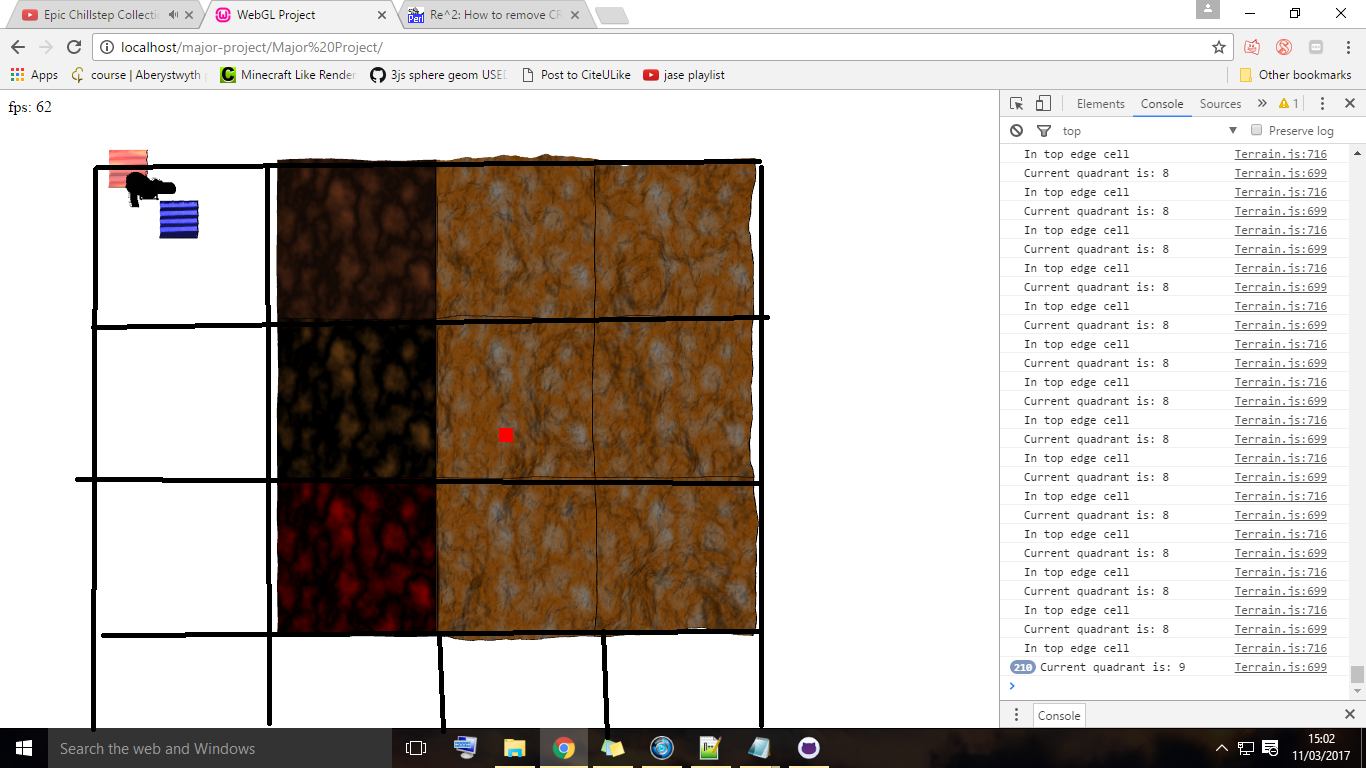 Epic Chillstep Collecti
WebGL Project
Re^2: How to remove CR
localhost/major-project/Major%20Project/
Apps
course | Aberystwyth
Minecraft Like Render
3js sphere geom USED
Post to CiteULike
jase playlist
Other bookmarks
fps: 62
Elements Console Sources » 1
top Preserve log
In top edge cell Terrain.js:716
Current quadrant is: 8 Terrain.js:699
In top edge cell Terrain.js:716
Current quadrant is: 8 Terrain.js:699
In top edge cell Terrain.js:716
Current quadrant is: 8 Terrain.js:699
In top edge cell Terrain.js:716
Current quadrant is: 8 Terrain.js:699
In top edge cell Terrain.js:716
Current quadrant is: 8 Terrain.js:699
In top edge cell Terrain.js:716
Current quadrant is: 8 Terrain.js:699
In top edge cell Terrain.js:716
Current quadrant is: 8 Terrain.js:699
In top edge cell Terrain.js:716
Current quadrant is: 8 Terrain.js:699
In top edge cell Terrain.js:716
Current quadrant is: 8 Terrain.js:699
In top edge cell Terrain.js:716
Current quadrant is: 8 Terrain.js:699
In top edge cell Terrain.js:716
Current quadrant is: 8 Terrain.js:699
In top edge cell Terrain.js:716
Current quadrant is: 8 Terrain.js:699
In top edge cell Terrain.js:716
Current quadrant is: 8 Terrain.js:699
In top edge cell Terrain.js:716
210 Current quadrant is: 9 Terrain.js:699
Console
Search the web and Windows
15:02
11/03/2017